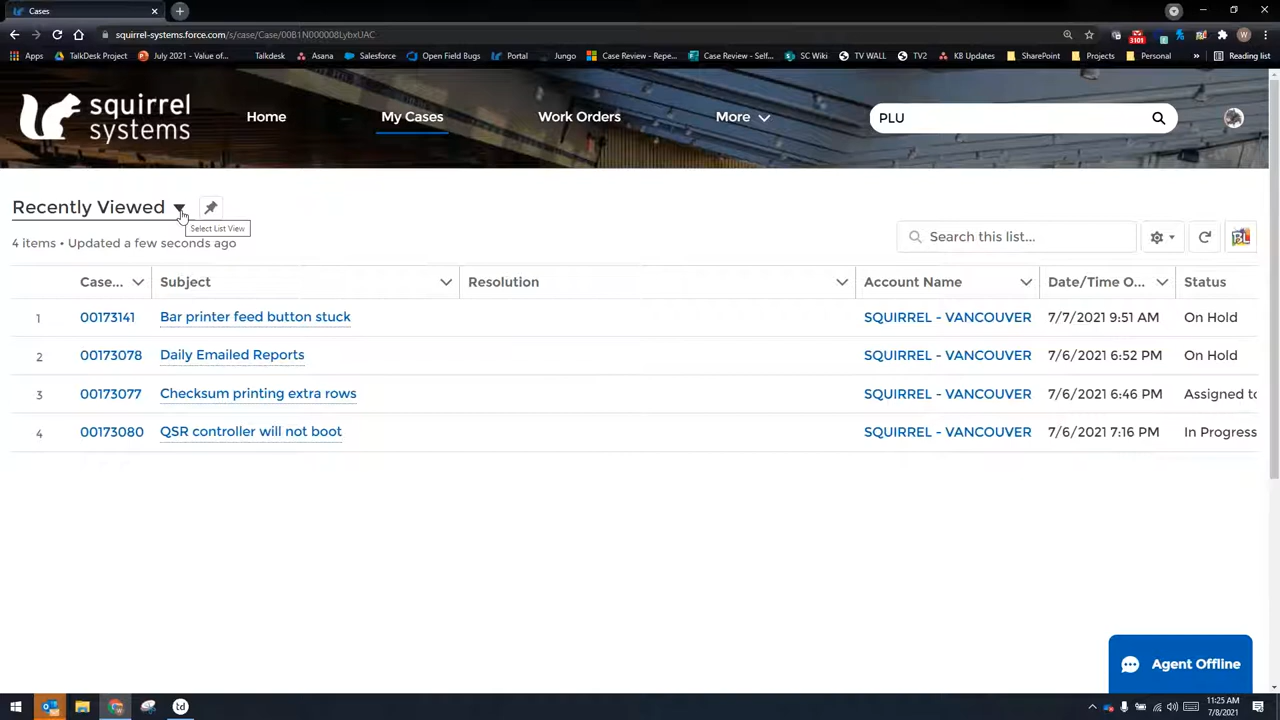 Cases
squirrel-systems.force.com/s/case/Case/00B1N000008LybxUAC
Apps TalkDesk Project July 2021 - Value of... Talkdesk Asana Salesforce Open Field Bugs Portal Jungo Case Review - Repe... Case Review - Self... SC Wiki TV WALL TV2 KB Updates SharePoint Projects Personal » Reading list
3101
W
squirrel
systems
Home My Cases Work Orders More PLU
Recently Viewed
Select List View
4 items • Updated a few seconds ago
Search this list...
BL
Case... Subject Resolution Account Name Date/Time O... Status
1 00173141 Bar printer feed button stuck SQUIRREL - VANCOUVER 7/7/2021 9:51 AM On Hold
2 00173078 Daily Emailed Reports SQUIRREL - VANCOUVER 7/6/2021 6:52 PM On Hold
3 00173077 Checksum printing extra rows SQUIRREL - VANCOUVER 7/6/2021 6:46 PM Assigned to
4 00173080 QSR controller will not boot SQUIRREL - VANCOUVER 7/6/2021 7:16 PM In Progress
Agent Offline
td
11:25 AM
7/8/2021